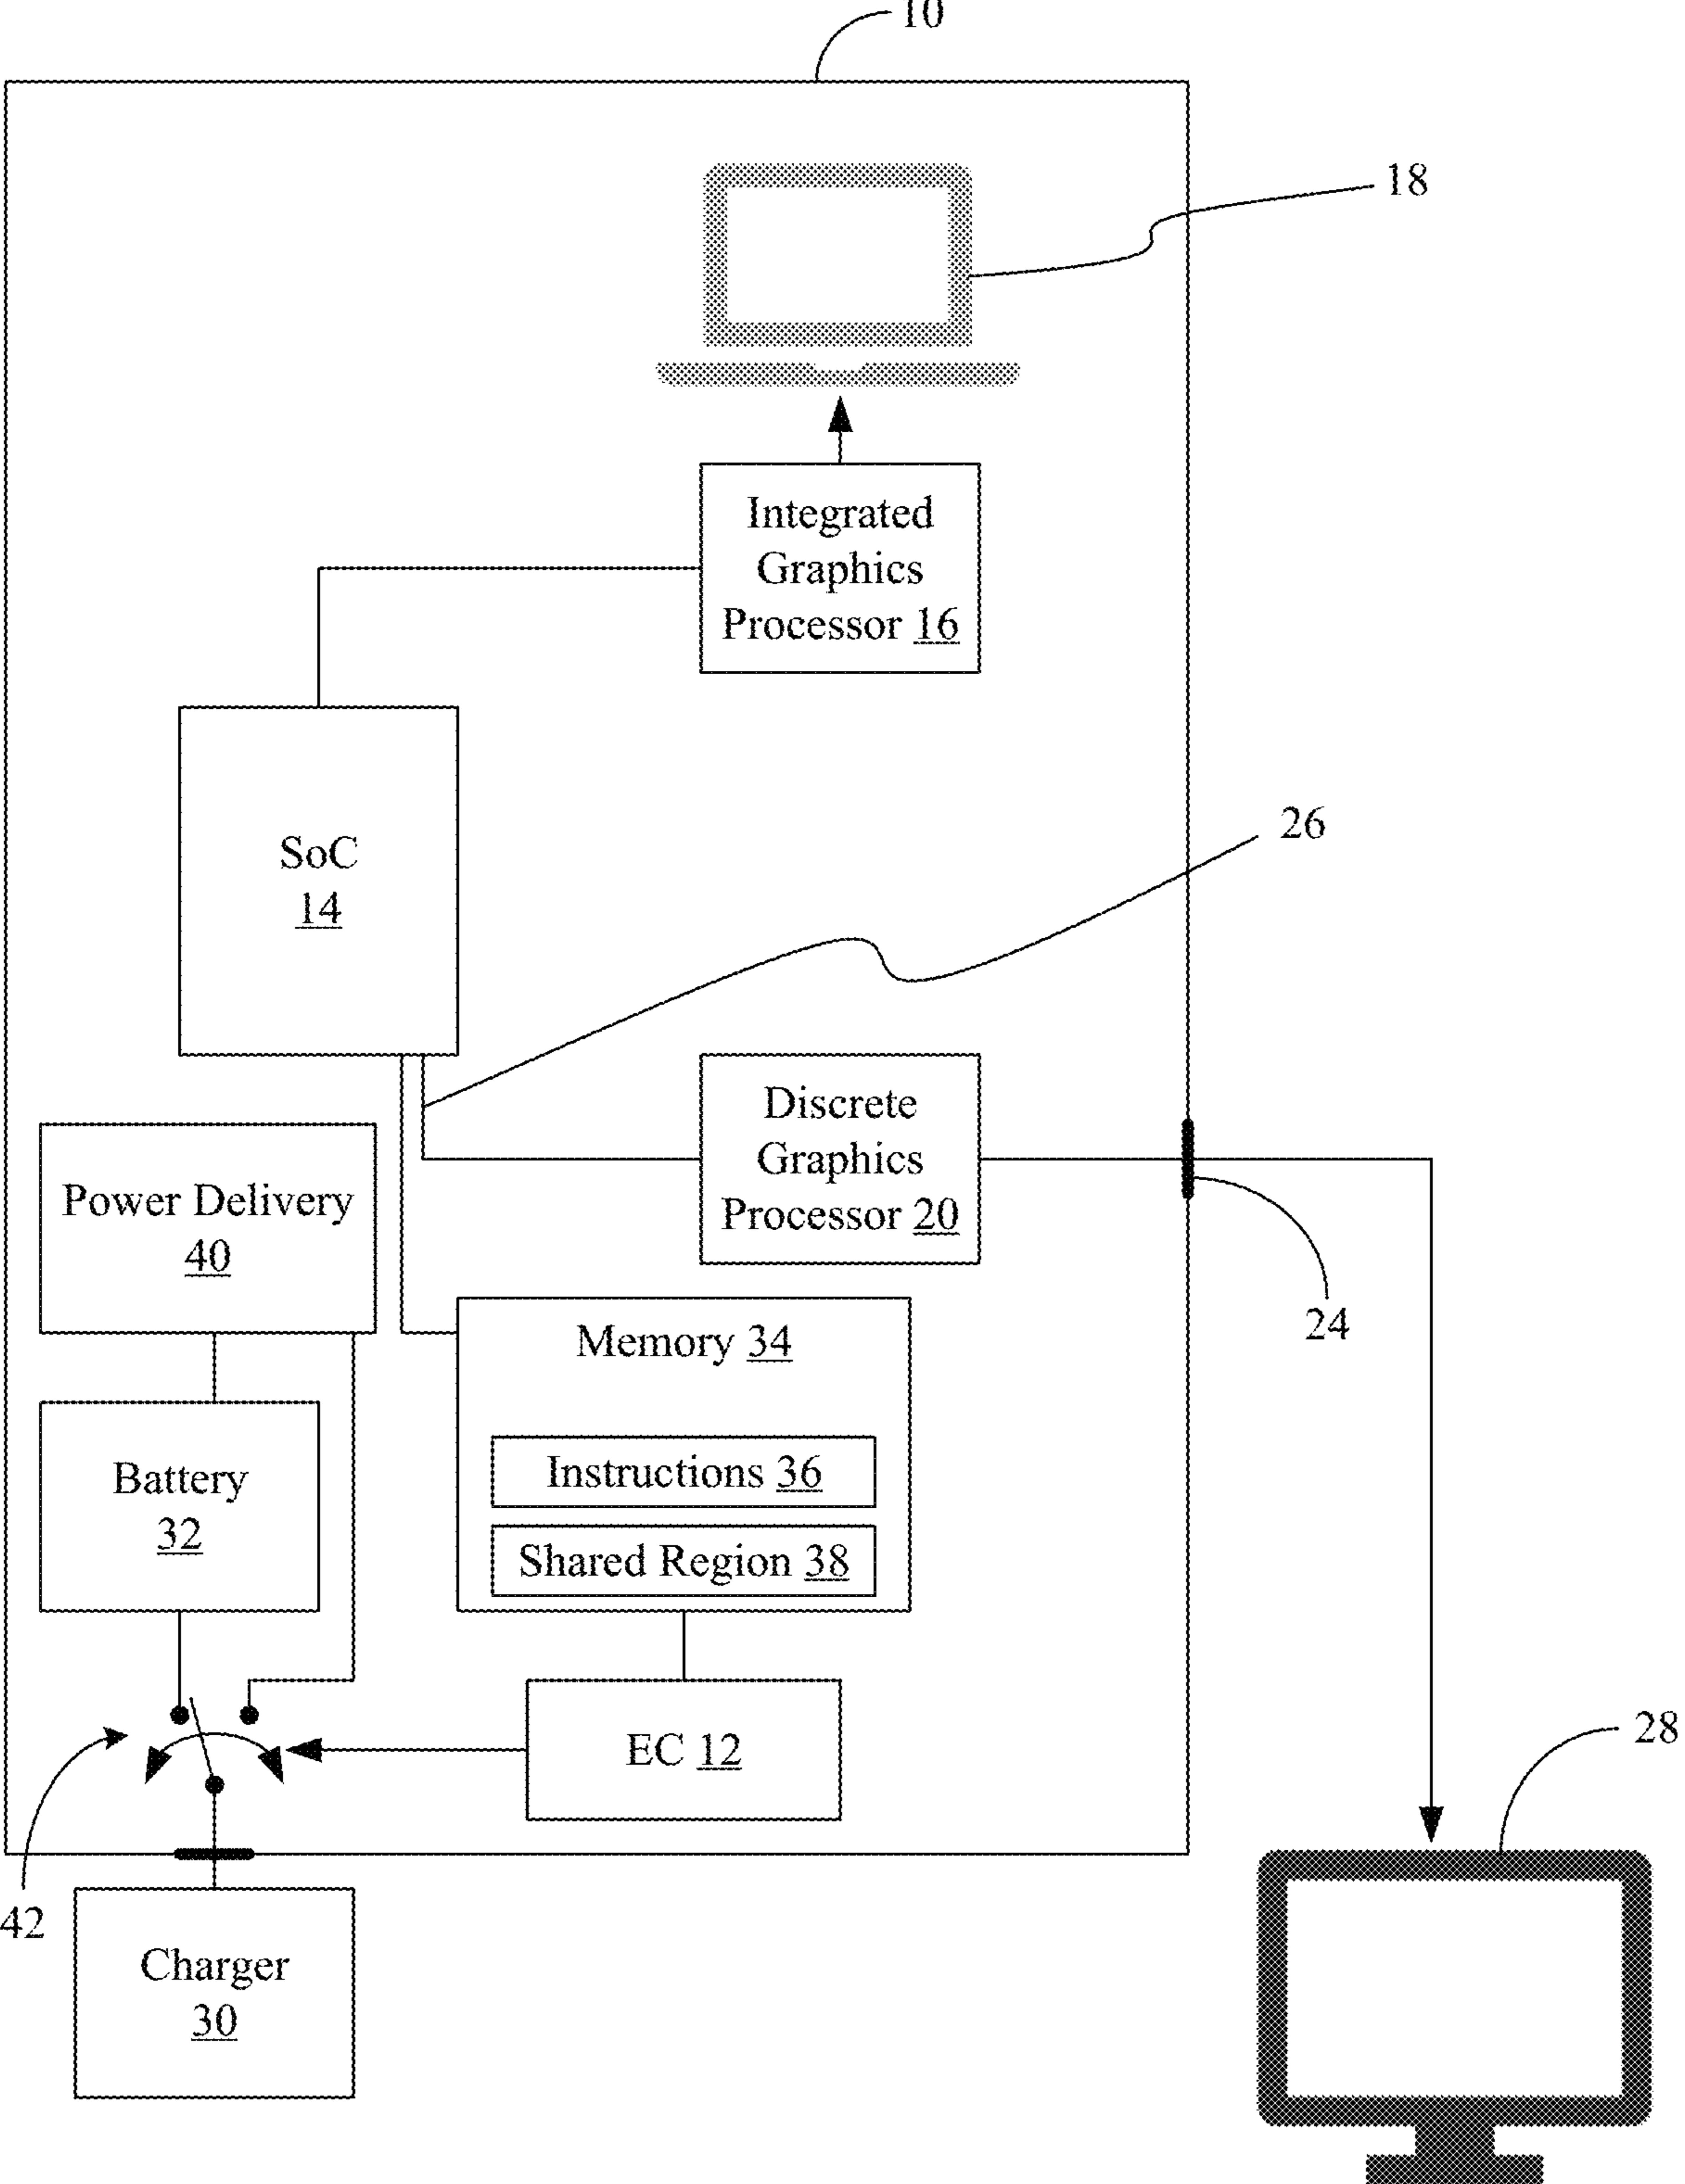 10
18
Integrated
Graphics
Processor 16
26
SoC
14
Discrete
Graphics
Processor 20
Power Delivery
40
24
Memory 34
Battery
32
Instructions 36
Shared Region 38
EC 12
28
42
Charger
30